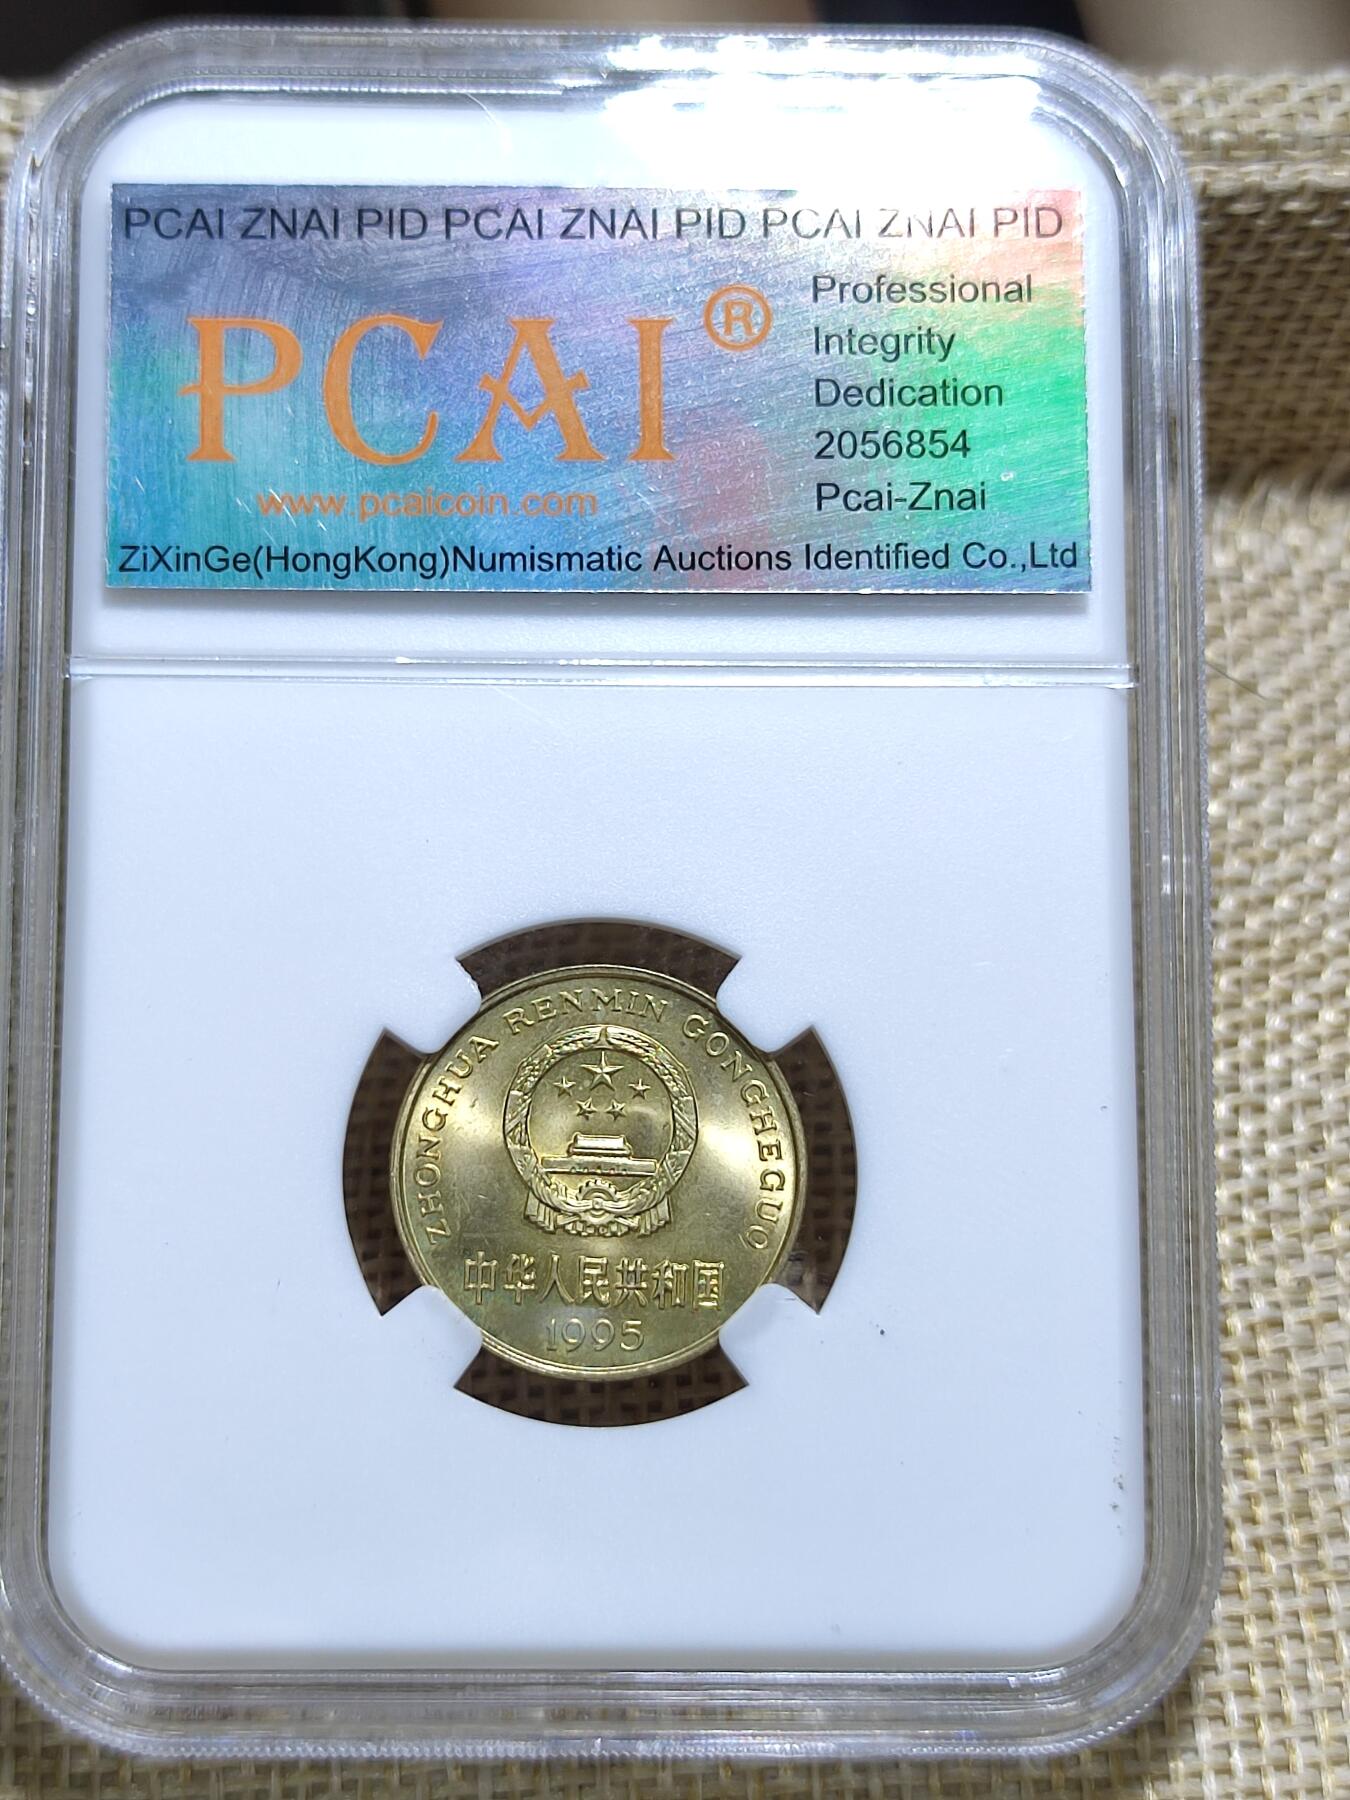 PCAI ZNAI PID PCAI ZNAI PID PCAI ZNAI PID
PCAI®
www.pcaicoin.com
Professional
Integrity
Dedication
2056854
Pcai-Znai
ZiXinGe(HongKong)Numismatic Auctions Identified Co.,Ltd
ZHONGHUA RENMIN GONGHEGUO
中华人民共和国
1995